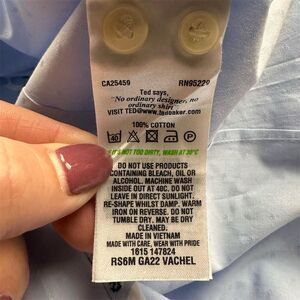 CA25459 RN95229
Ted says,
"No ordinary designer, no
ordinary shirt"
VISIT TED@www.tedbaker.com
100% COTTON
40
IF IT'S NOT TOO DIRTY, WASH AT 30°C
DO NOT USE PRODUCTS
CONTAINING BLEACH, OIL OR
ALCOHOL. MACHINE WASH
INSIDE OUT AT 40C. DO NOT
LEAVE IN DIRECT SUNLIGHT.
RE-SHAPE WHILST DAMP. WARM
IRON ON REVERSE. DO NOT
TUMBLE DRY. MAY BE DRY
CLEANED.
MADE IN VIETNAM
MADE WITH CARE, WEAR WITH PRIDE
1615 147824
RS6M GA22 VACHEL